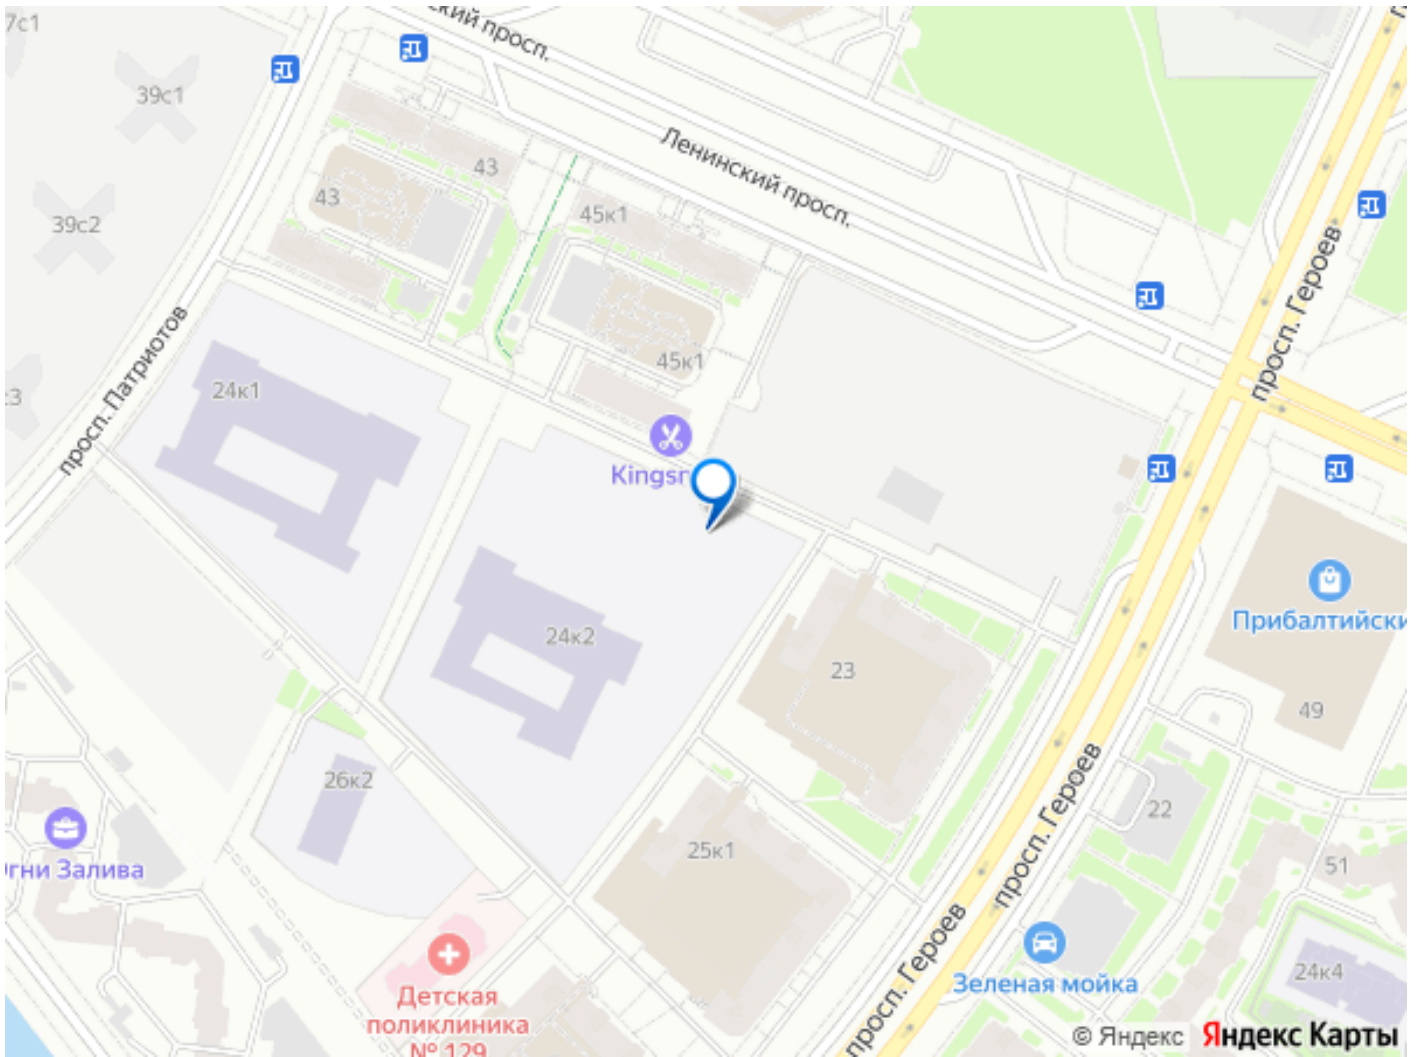 7с1
ский просп.
39с1
Ленинский просп.
43
43
45к1
39с2
просп. Героев
просп. Патриотов
45к1
24к1
Kingsr
Прибалтийски
24к2
23
49
26к2
25к1
22
просп. Героев
гни Залива
51
просп. Героев
24к4
Зеленая мойка
Детская
поликлиника
№ 129
© Яндекс Яндекс Карты